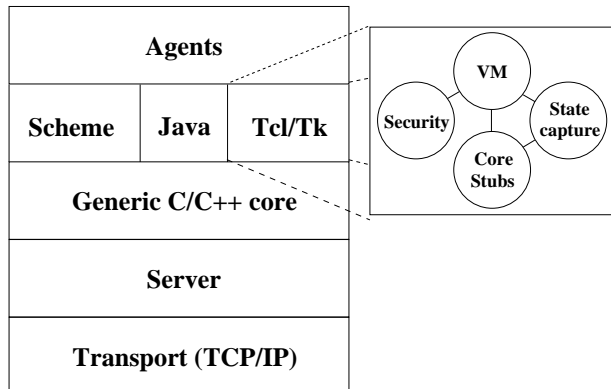 Agents
Scheme
Java
Tcl/Tk
Generic C/C++ core
Server
Transport (TCP/IP)
VM
Security
State
capture
Core
Stubs